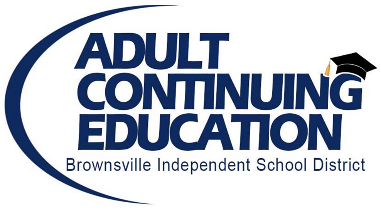 ADULT
CONTINUING
EDUCATION
Brownsville Independent School District